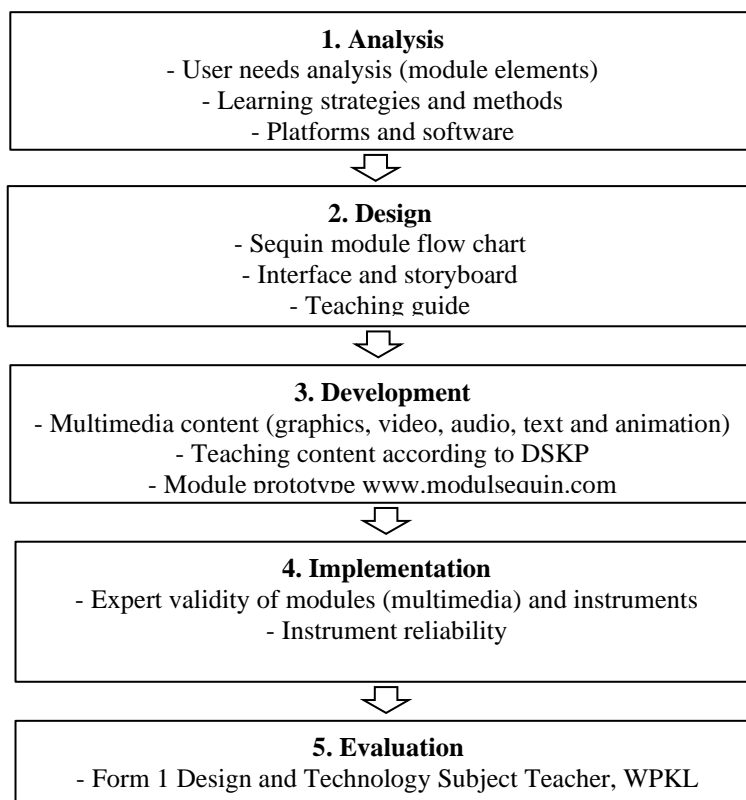 1. Analysis
- User needs analysis (module elements)
- Learning strategies and methods
- Platforms and software
2. Design
- Sequin module flow chart
- Interface and storyboard
- Teaching guide
3. Development
- Multimedia content (graphics, video, audio, text and animation)
- Teaching content according to DSKP
- Module prototype www.modulsequin.com
4. Implementation
- Expert validity of modules (multimedia) and instruments
- Instrument reliability
5. Evaluation
- Form 1 Design and Technology Subject Teacher, WPKL